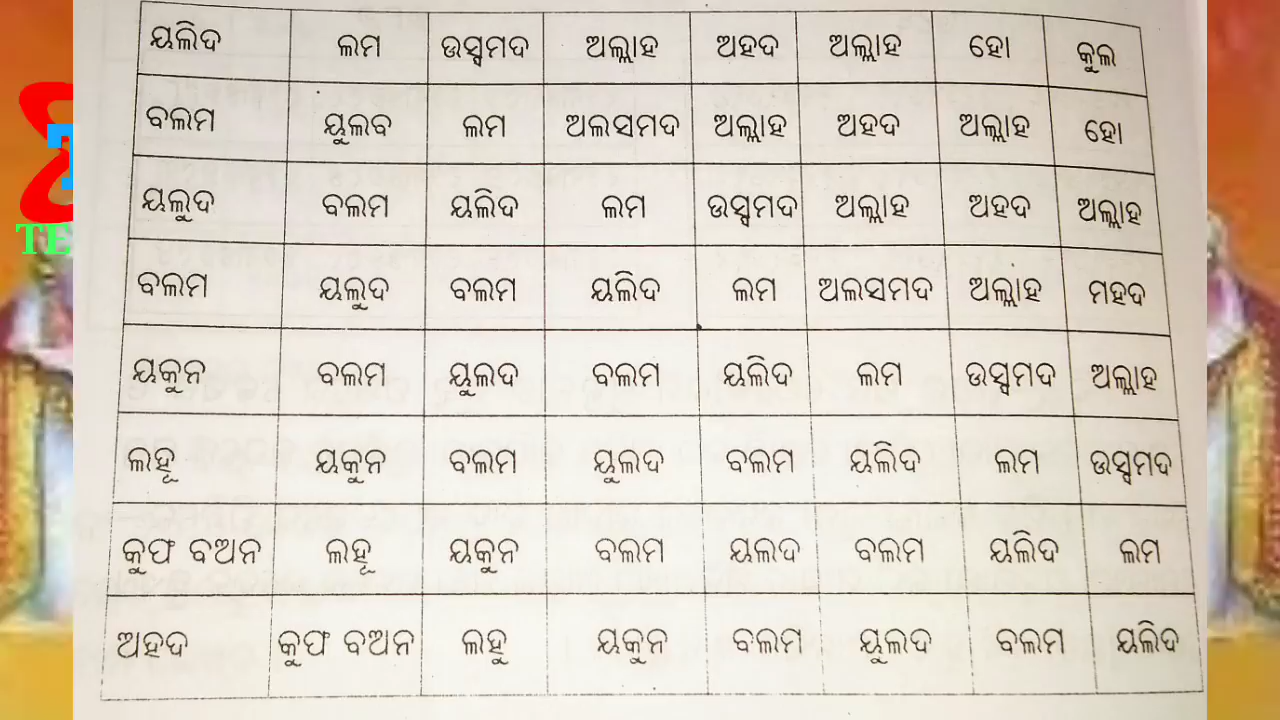 ୟଲିଦ ଲମ ଉସ୍ୱମଦ ଅଲ୍ଲାହ ଅହଦ ଅଲ୍ଲାହ ହୋ କୁଲ
ବଲମ ୟୁଲବ ଲମ ଅଲସମଦ ଅଲ୍ଲାହ ଅହଦ ଅଲ୍ଲାହ ହୋ
ୟଲୁଦ ବଲମ ୟଲିଦ ଲମ ଉସ୍ୱମଦ ଅଲ୍ଲାହ ଅହଦ ଅଲ୍ଲାହ
ବଲମ ୟଲୁଦ ବଲମ ୟଲିଦ ଲମ ଅଲସମଦ ଅଲ୍ଲାହ ମହଦ
ୟକୁନ ବଲମ ୟୁଲଦ ବଲମ ୟଲିଦ ଲମ ଉସ୍ୱମଦ ଅଲ୍ଲାହ
ଲହୂ ୟକୁନ ବଲମ ୟୁଲଦ ବଲମ ୟଲିଦ ଲମ ଉସ୍ୱମଦ
କୁଫ ବଅନ ଲହୂ ୟକୁନ ବଲମ ୟଲଦ ବଲମ ୟଲିଦ ଲମ
ଅହଦ କୁଫ ବଅନ ଲହୁ ୟକୁନ ବଲମ ୟୁଲଦ ବଲମ ୟଲିଦ